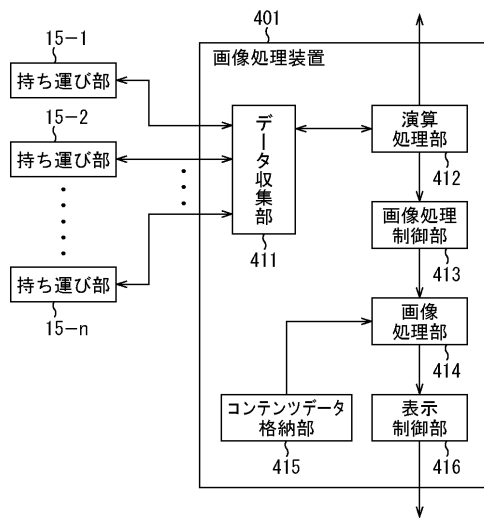 401
画像処理装置
15-1
持ち運び部
15-2
持ち運び部
持ち運び部
15-n
データ収集部
411
演算
処理部
412
画像処理
制御部
413
画像
処理部
414
コンテンツデータ
格納部
415
表示
制御部
416